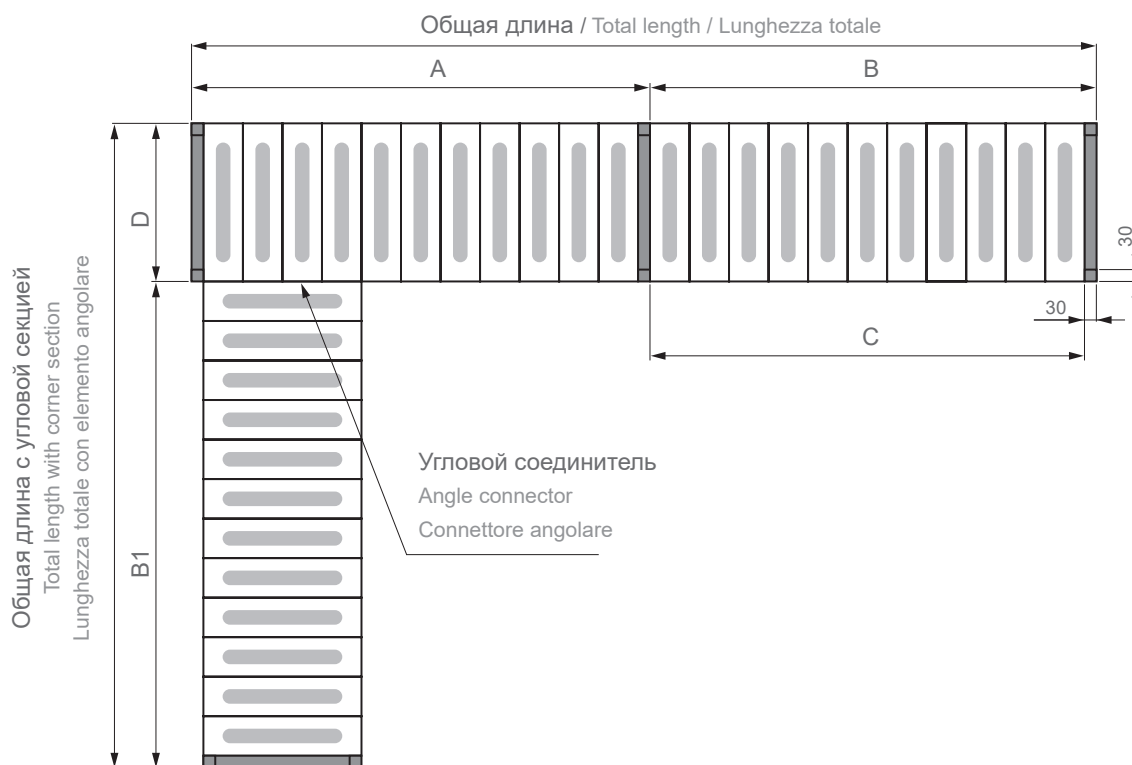 Общая длина / Total length / Lunghezza totale
A
B
D
30
30
C
Общая длина с угловой секцией
Total length with corner section
Lunghezza totale con elemento angolare
Угловой соединитель
Angle connector
Connettore angolare
B1